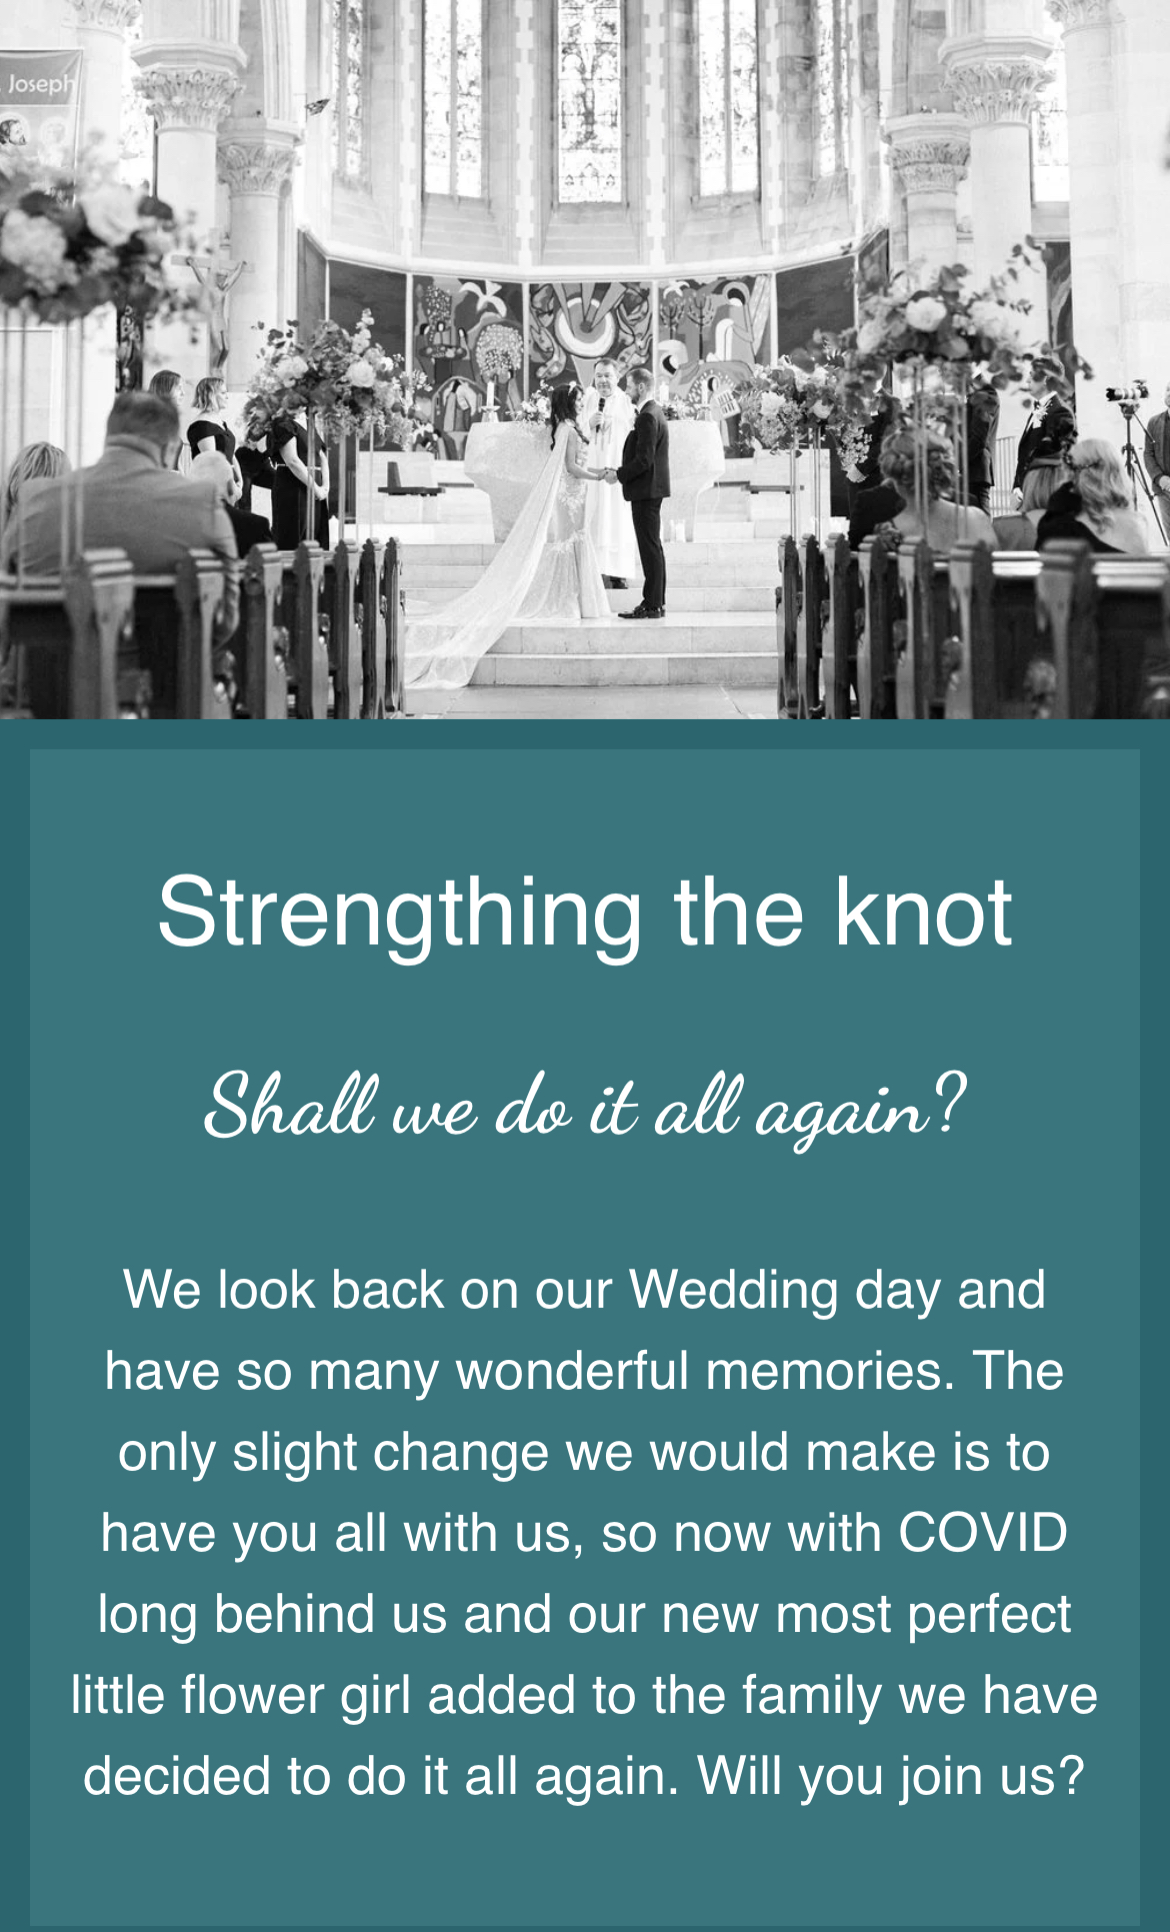 Joseph
Strengthing the knot
Shall we do it all again?
We look back on our Wedding day and
have so many wonderful memories. The
only slight change we would make is to
have you all with us, so now with COVID
long behind us and our new most perfect
little flower girl added to the family we have
decided to do it all again. Will you join us?